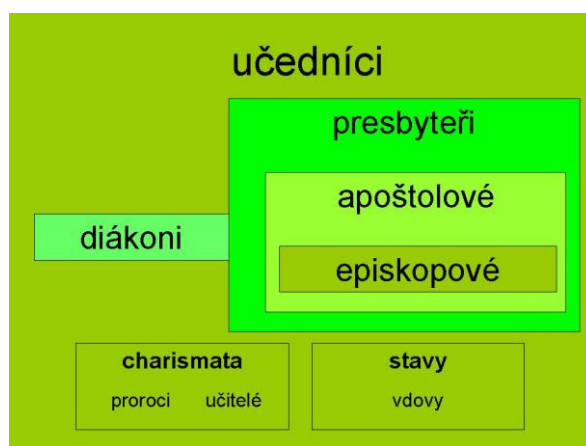 učedníci
presbyteři
apoštolové
diákoni
episkopové
charismata
proroci učitelé
stavy
vdovy